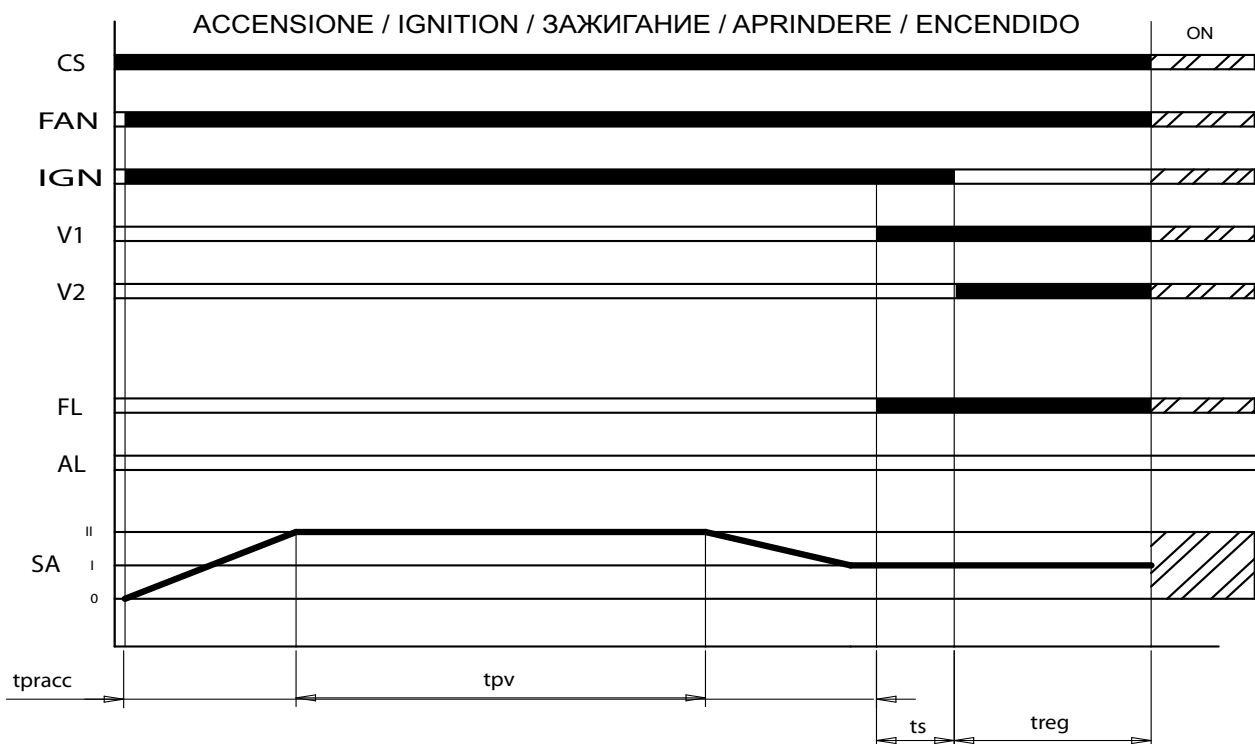 ACCENSIONE / IGNITION / ЗАЖИГАНИЕ / APRINDERE / ENCENDIDO
ON
CS
FAN
IGN
V1
V2
FL
AL
II
SA I
0
tpracc tpv
ts treg